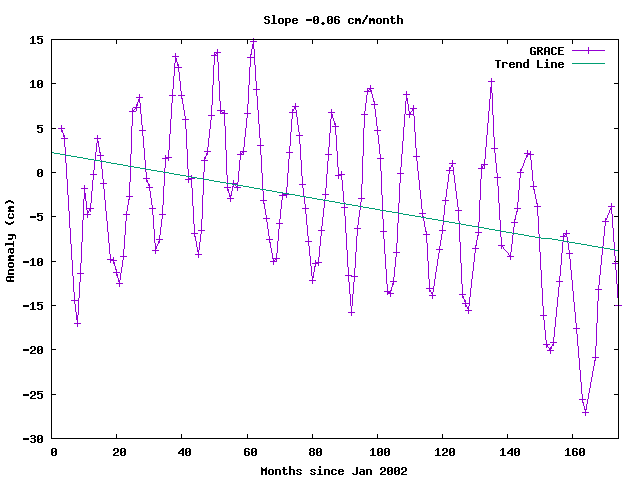 Slope -0.06 cm/month
GRACE
Trend Line
15
10
5
0
-5
-10
-15
-20
-25
-30
Anomaly (cm)
0 20 40 60 80 100 120 140 160
Months since Jan 2002